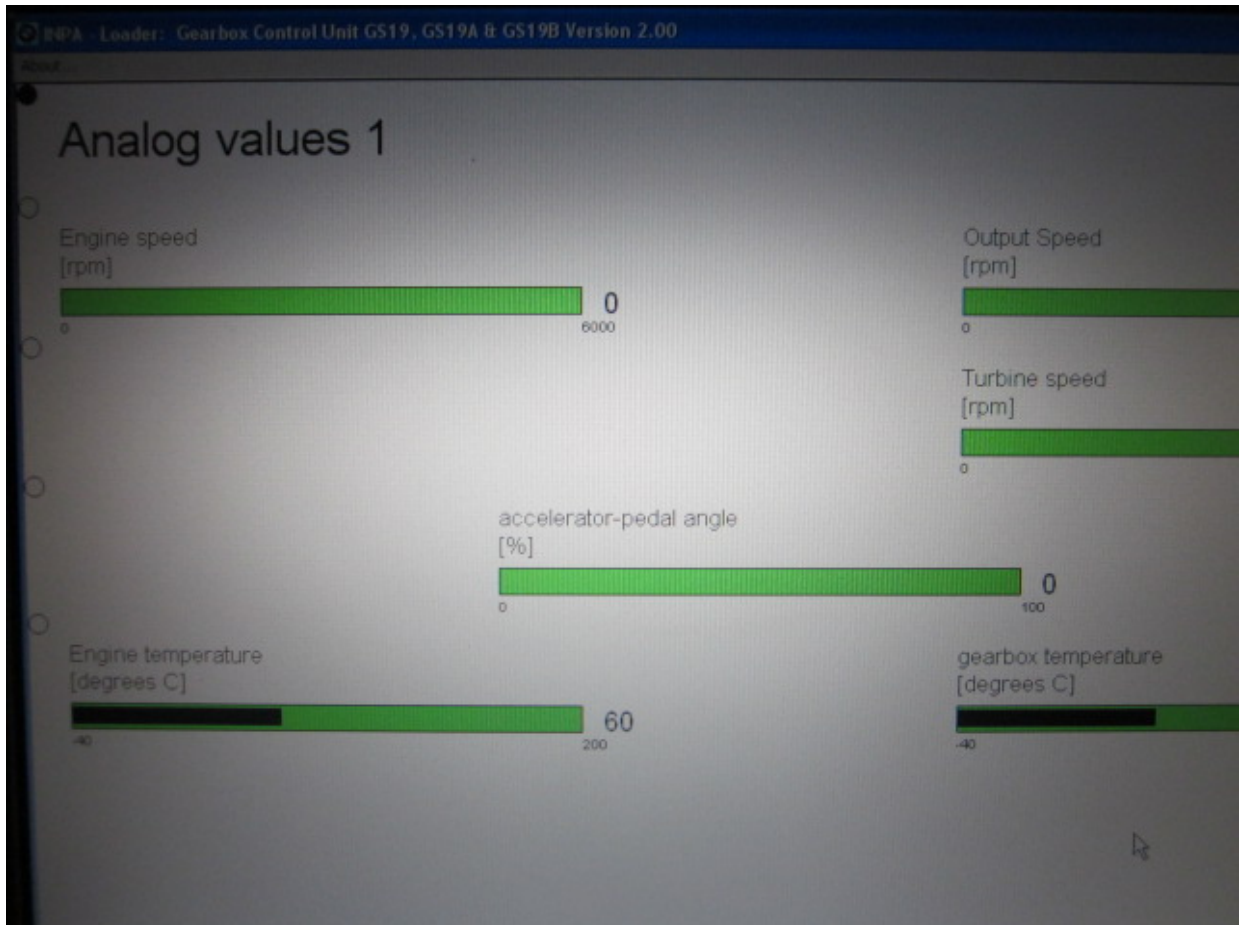 INPA - Loader: Gearbox Control Unit GS19, GS19A & GS19B Version 2.00
About...
Analog values 1
Engine speed
[rpm]
0
0 6000
Output Speed
[rpm]
0
Turbine speed
[rpm]
0
accelerator-pedal angle
[%]
0
0 100
Engine temperature
[degrees C]
60
-40 200
gearbox temperature
[degrees C]
-40